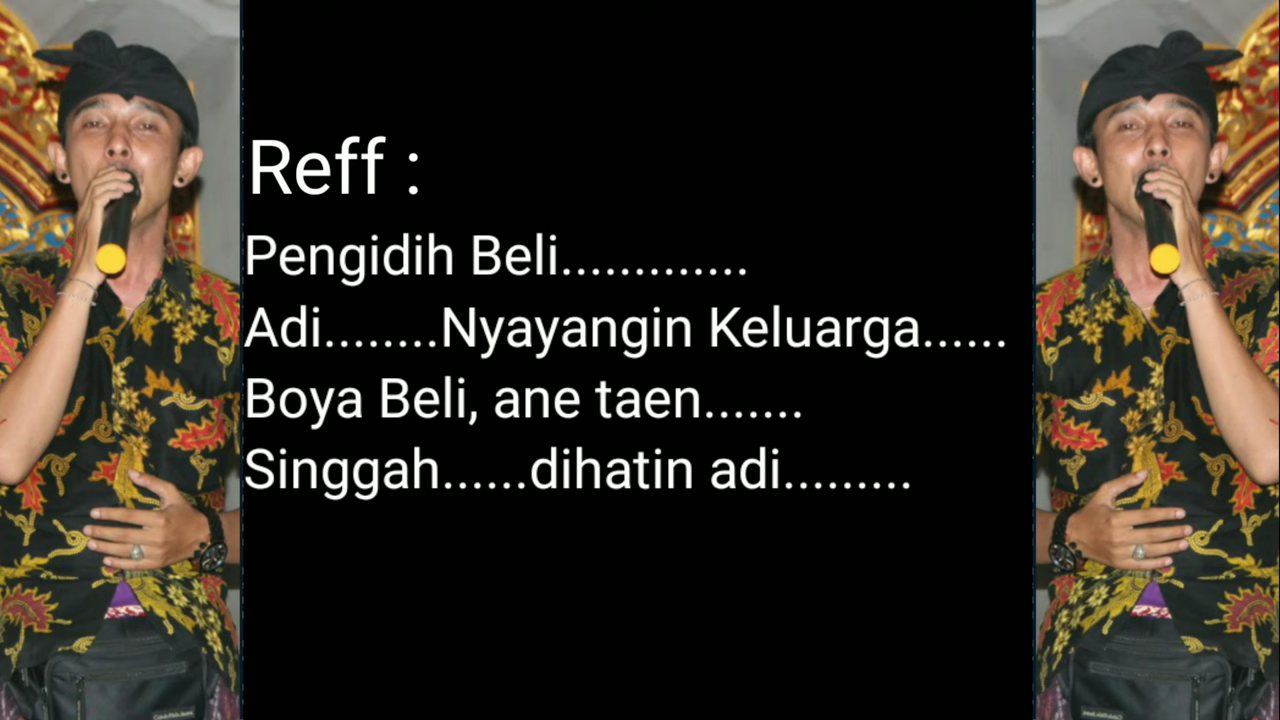 Reff :
Pengidih Beli.............
Adi........Nyayangin Keluarga......
Boya Beli, ane taen.......
Singgah......dihatin adi.........